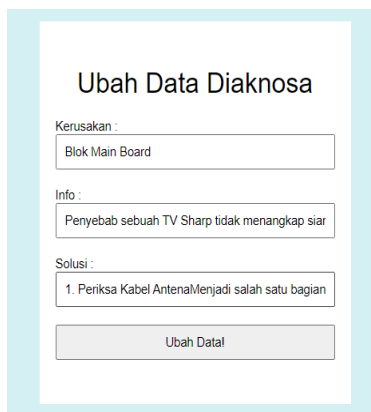 Ubah Data Diaknosa
Kerusakan :
Blok Main Board
Info :
Penyebab sebuah TV Sharp tidak menangkap siar
Solusi :
1. Periksa Kabel AntenaMenjadi salah satu bagian
Ubah Data!